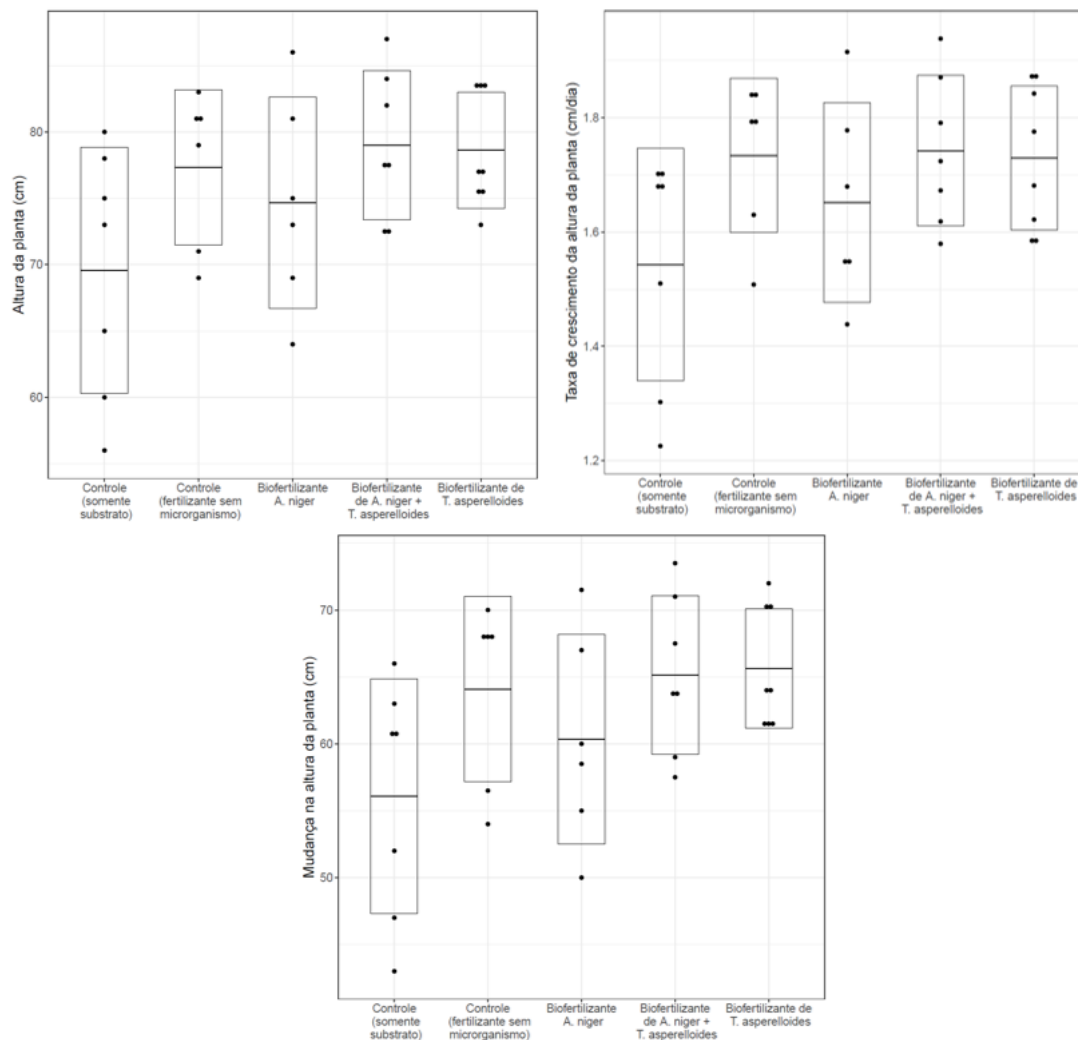 Altura da planta (cm)
80
70
60
Controle
(somente
substrato)
Controle
(fertilizante sem
microrganismo)
Biofertilizante
A. niger
Biofertilizante
de A. niger +
T. asperelloides
Biofertilizante de
T. asperelloides
Taxa de crescimento da altura da planta (cm/dia)
1.8
1.6
1.4
1.2
Controle
(somente
substrato)
Controle
(fertilizante sem
microrganismo)
Biofertilizante
A. niger
Biofertilizante
de A. niger +
T. asperelloides
Biofertilizante de
T. asperelloides
Mudança na altura da planta (cm)
70
60
50
Controle
(somente
substrato)
Controle
(fertilizante sem
microrganismo)
Biofertilizante
A. niger
Biofertilizante
de A. niger +
T. asperelloides
Biofertilizante de
T. asperelloides